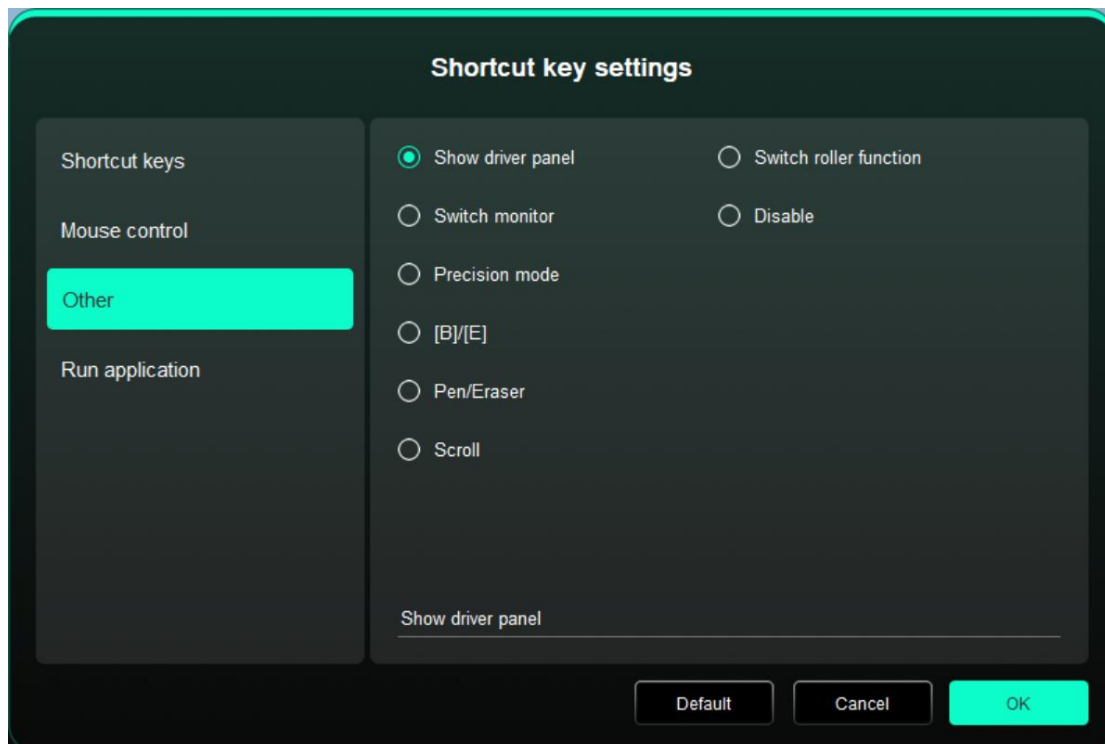 Shortcut key settings
Shortcut keys
Mouse control
Other
Run application
Show driver panel
Switch roller function
Switch monitor
Disable
Precision mode
[B]/[E]
Pen/Eraser
Scroll
Show driver panel
Default
Cancel
OK